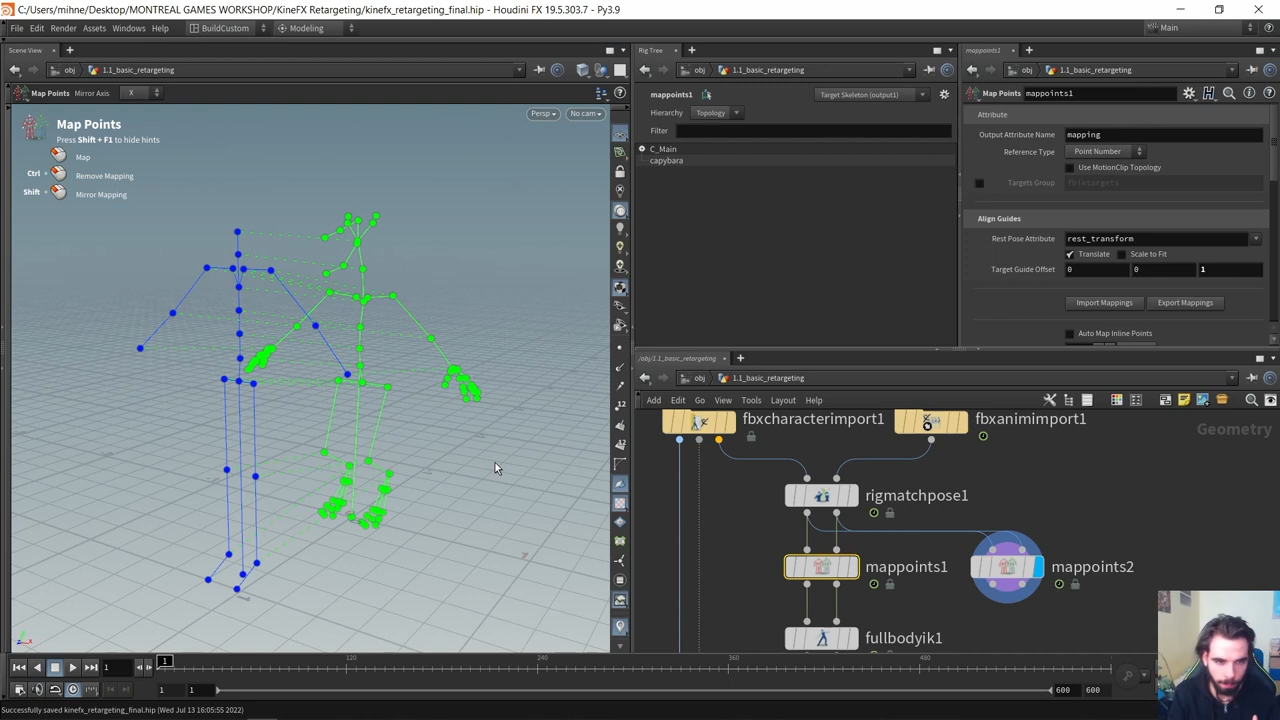 C:/Users/mihne/Desktop/MONTREAL GAMES WORKSHOP/KineFX Retargeting/kinefx_retargeting_final.hip - Houdini FX 19.5.303.7 - Py3.9
File Edit Render Assets Windows Help BuildCustom Modeling Main
Scene View
obj 1.1_basic_retargeting
Map Points Mirror Axis X
Persp No cam
Map Points
Press Shift + F1 to hide hints
Map
Ctrl Remove Mapping
Shift Mirror Mapping
Rig Tree
obj 1.1_basic_retargeting
mappoints1 Target Skeleton (output1)
Hierarchy Topology
Filter
C_Main
capybara
mappoints1
obj 1.1_basic_retargeting
Map Points mappoints1
Attribute
Output Attribute Name mapping
Reference Type Point Number
Use MotionClip Topology
Targets Group fbiktargets
Align Guides
Rest Pose Attribute rest_transform
Translate Scale to Fit
Target Guide Offset 0 0 1
Import Mappings Export Mappings
Auto Map Inline Points
/obj/1.1_basic_retargeting
obj 1.1_basic_retargeting
Add Edit Go View Tools Layout Help
Geometry
fbxcharacterimport1
fbxanimimport1
rigmatchpose1
mappoints1
mappoints2
fullbodyik1
1 1 120 240 360 480
1 1 600 600
Successfully saved kinefx_retargeting_final.hip (Wed Jul 13 16:05:55 2022)